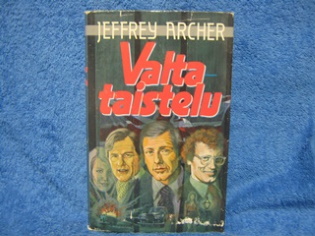 JEFFREY ARCHER
Valta-
taistelu